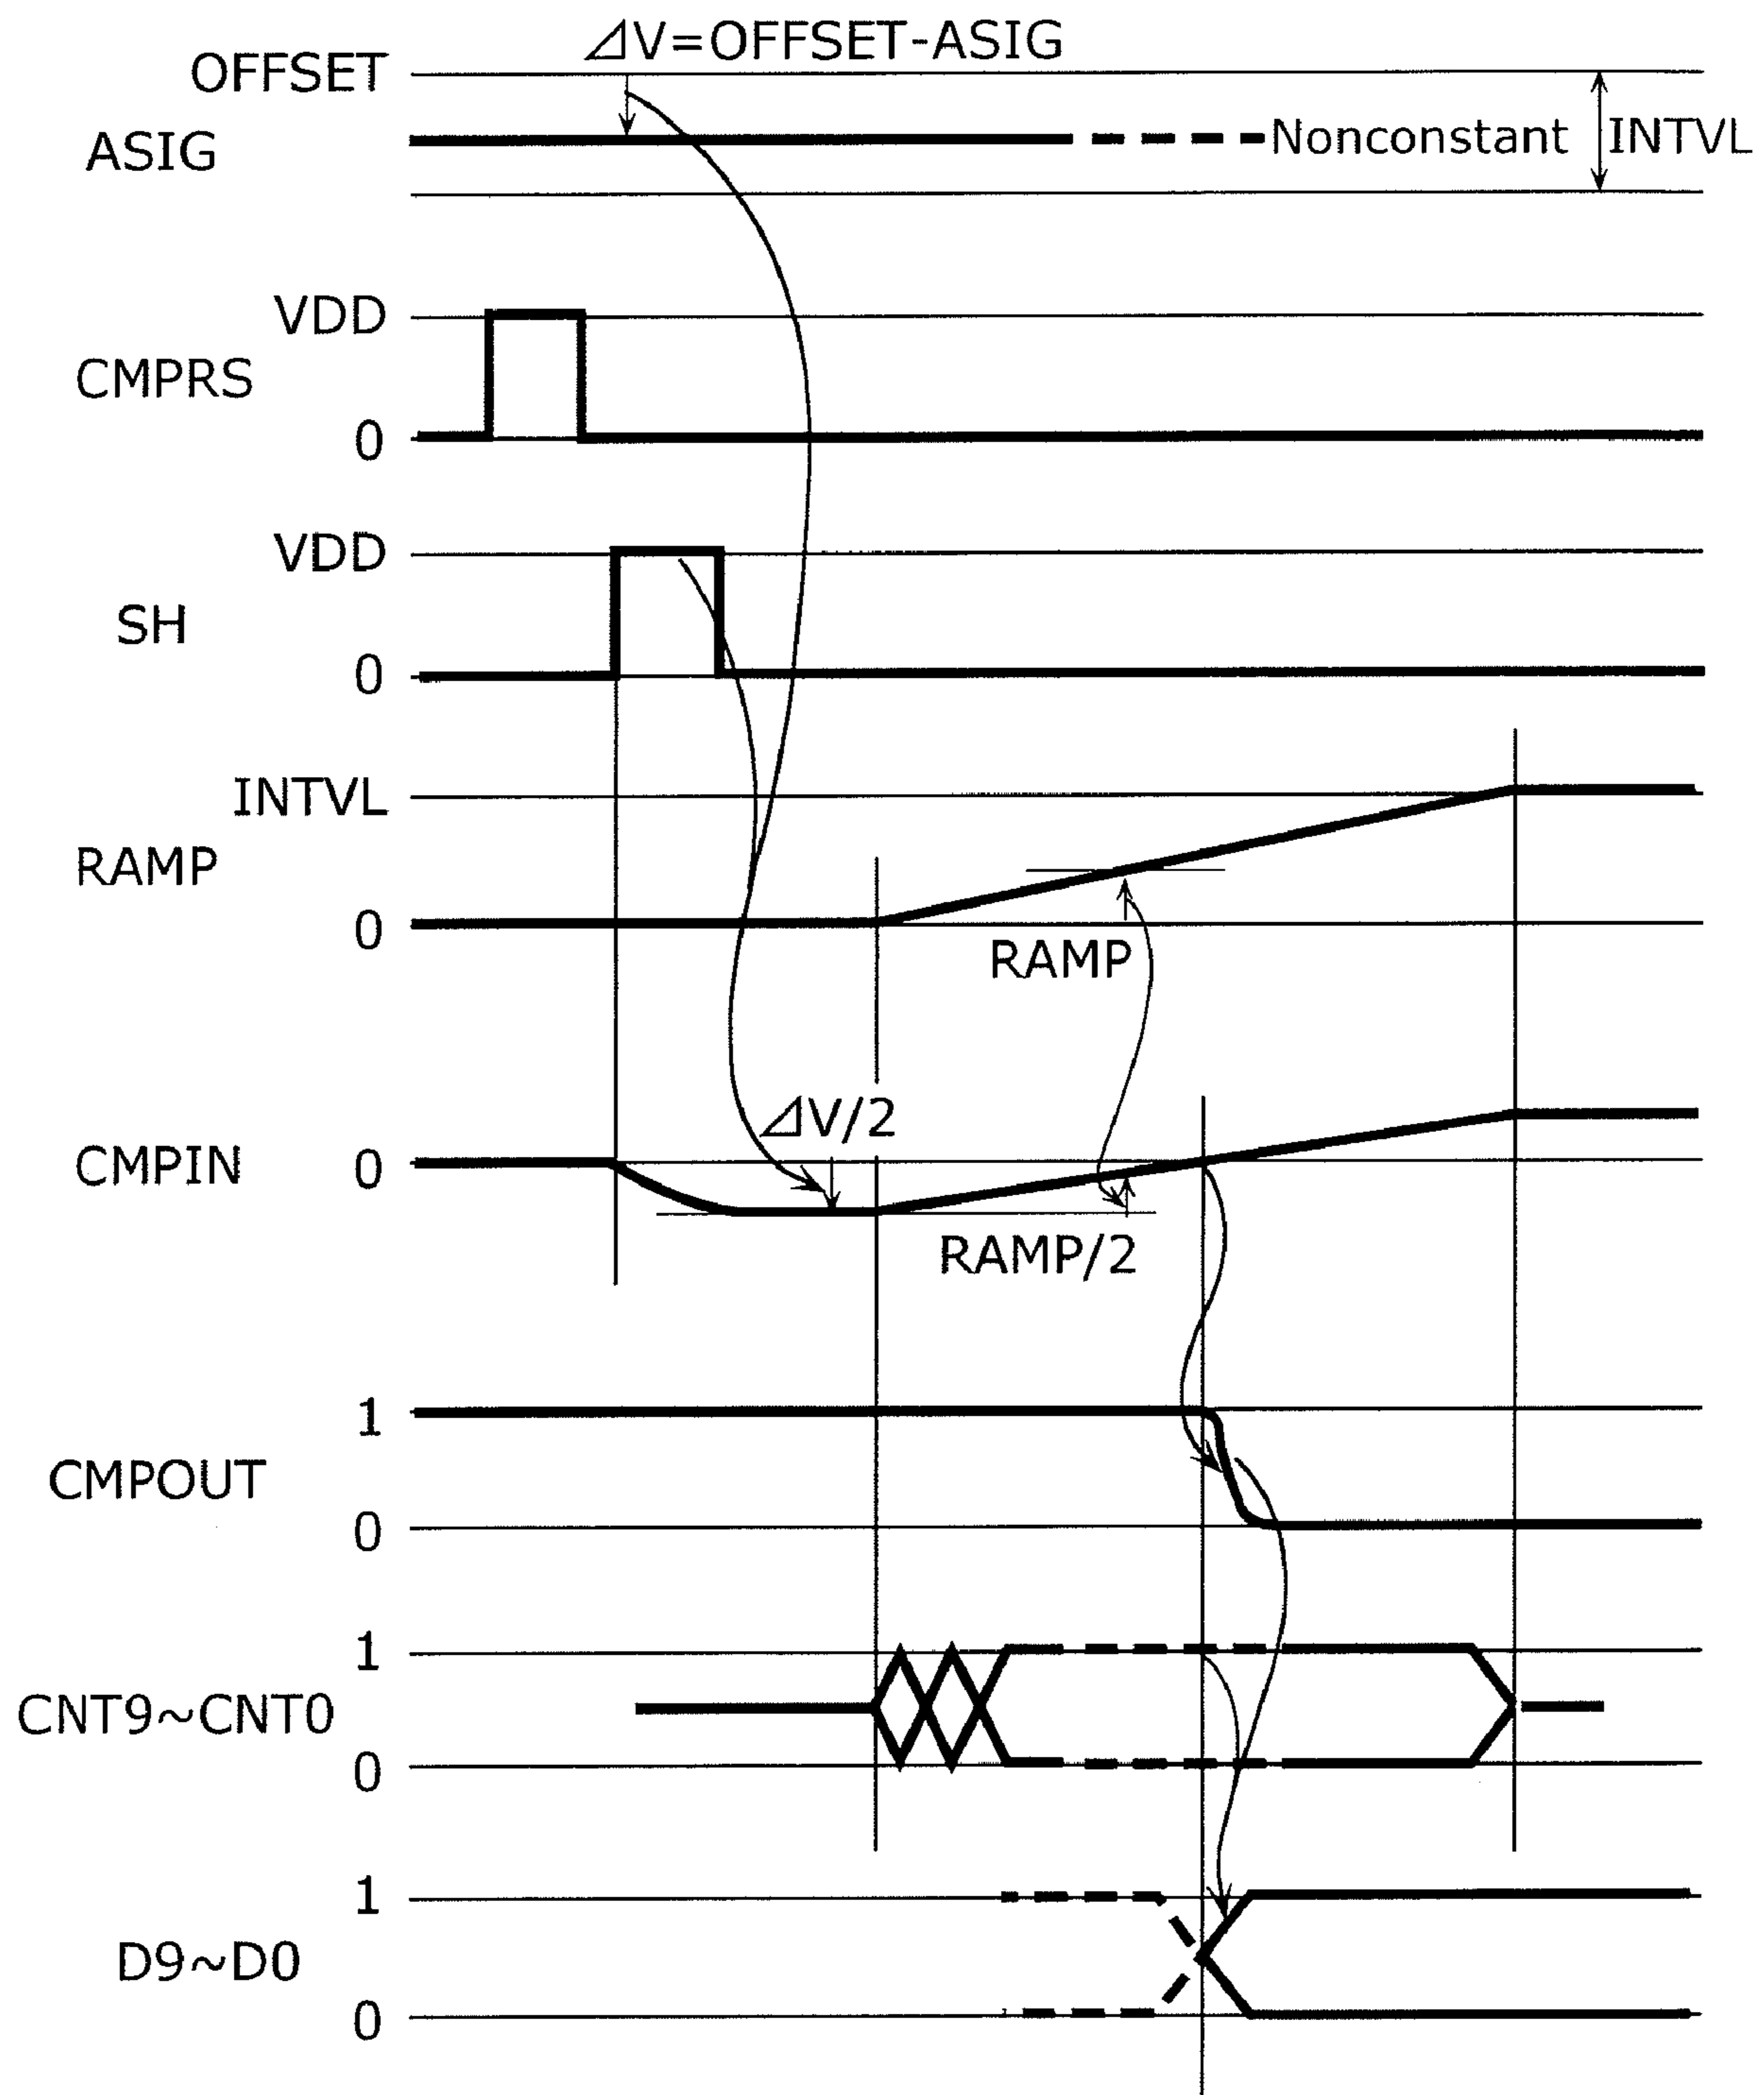 ⊿V=OFFSET-ASIG
OFFSET
ASIG
Nonconstant
INTVL
VDD
CMPRS
0
VDD
SH
0
INTVL
RAMP
0
RAMP
⊿V/2
CMPIN 0
RAMP/2
1
CMPOUT
0
1
CNT9~CNT0
0
1
D9~D0
0